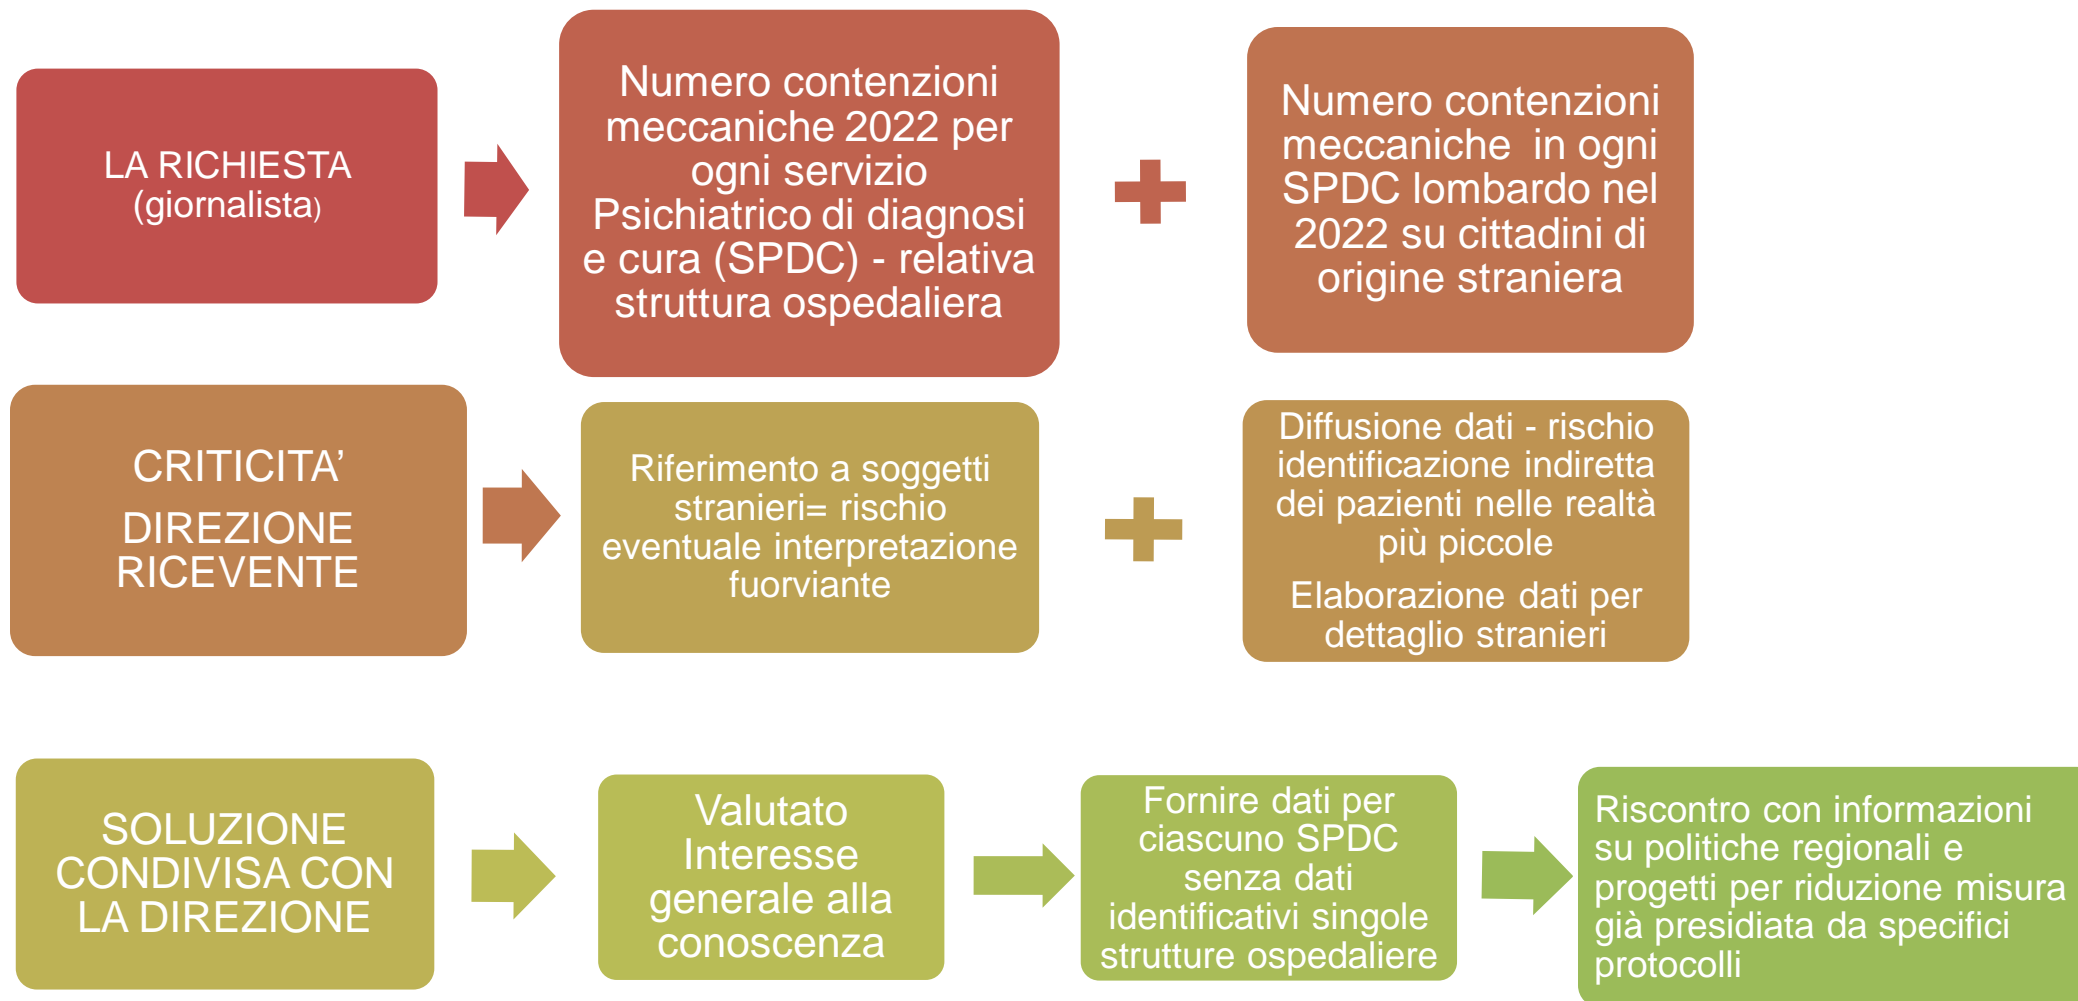 LA RICHIESTA
(giornalista)
Numero contenzioni
meccaniche 2022 per
ogni servizio
Psichiatrico di diagnosi
e cura (SPDC) - relativa
struttura ospedaliera
Numero contenzioni
meccaniche in ogni
SPDC lombardo nel
2022 su cittadini di
origine straniera
CRITICITA’
DIREZIONE
RICEVENTE
Riferimento a soggetti
stranieri= rischio
eventuale interpretazione
fuorviante
Diffusione dati - rischio
identificazione indiretta
dei pazienti nelle realtà
più piccole
Elaborazione dati per
dettaglio stranieri
SOLUZIONE
CONDIVISA CON
LA DIREZIONE
Valutato
Interesse
generale alla
conoscenza
Fornire dati per
ciascuno SPDC
senza dati
identificativi singole
strutture ospedaliere
Riscontro con informazioni
su politiche regionali e
progetti per riduzione misura
già presidiata da specifici
protocolli